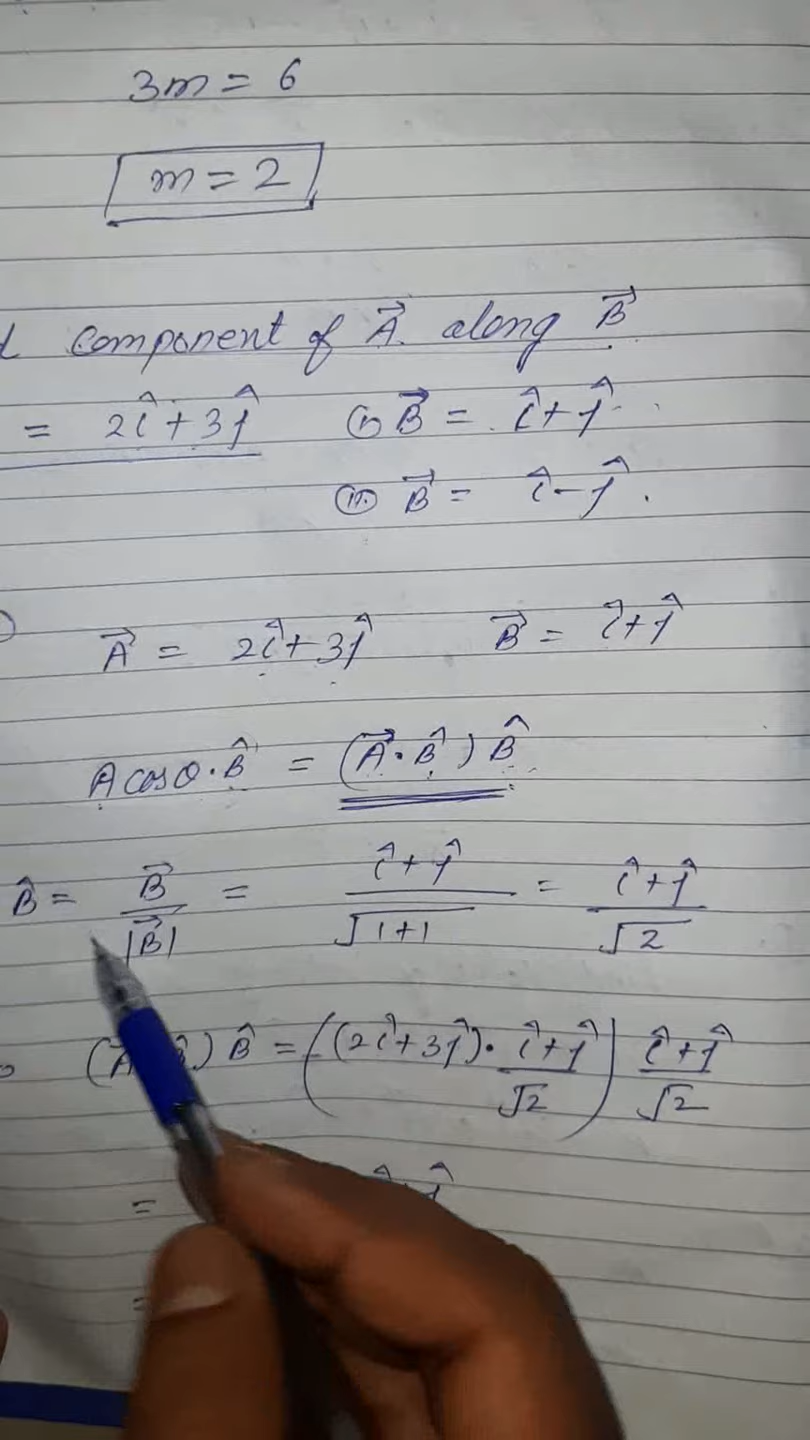 3m = 6
m = 2
component of A⃗. along B⃗
= 2î + 3ĵ (i) B⃗ = î + ĵ
(ii) B⃗ = î - ĵ.
A⃗ = 2î + 3ĵ B⃗ = î + ĵ
A cosθ · B̂ = (A⃗ · B̂) B̂
B̂ = B⃗/|B⃗| = (î + ĵ)/√(1+1) = (î + ĵ)/√2
) B̂ = ((2î + 3ĵ) · (î + ĵ)/√2) (î + ĵ)/√2
=